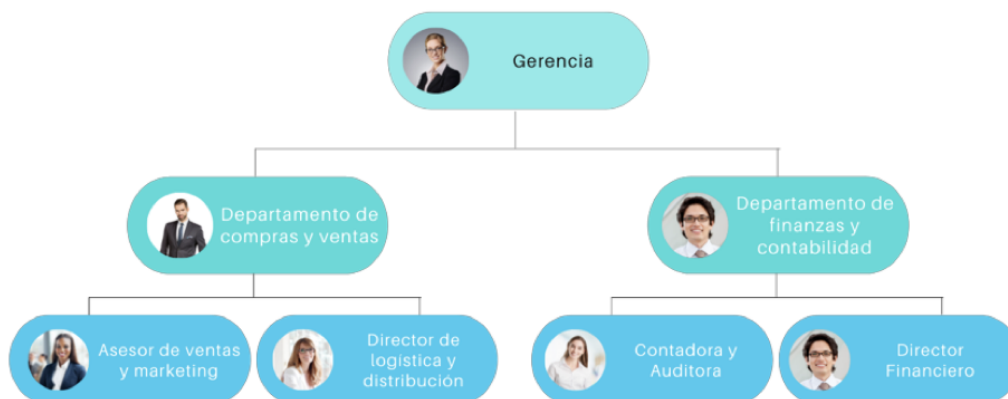 Gerencia
Departamento de
compras y ventas
Departamento de
finanzas y
contabilidad
Asesor de ventas
y marketing
Director de
logística y
distribución
Contadora y
Auditora
Director
Financiero